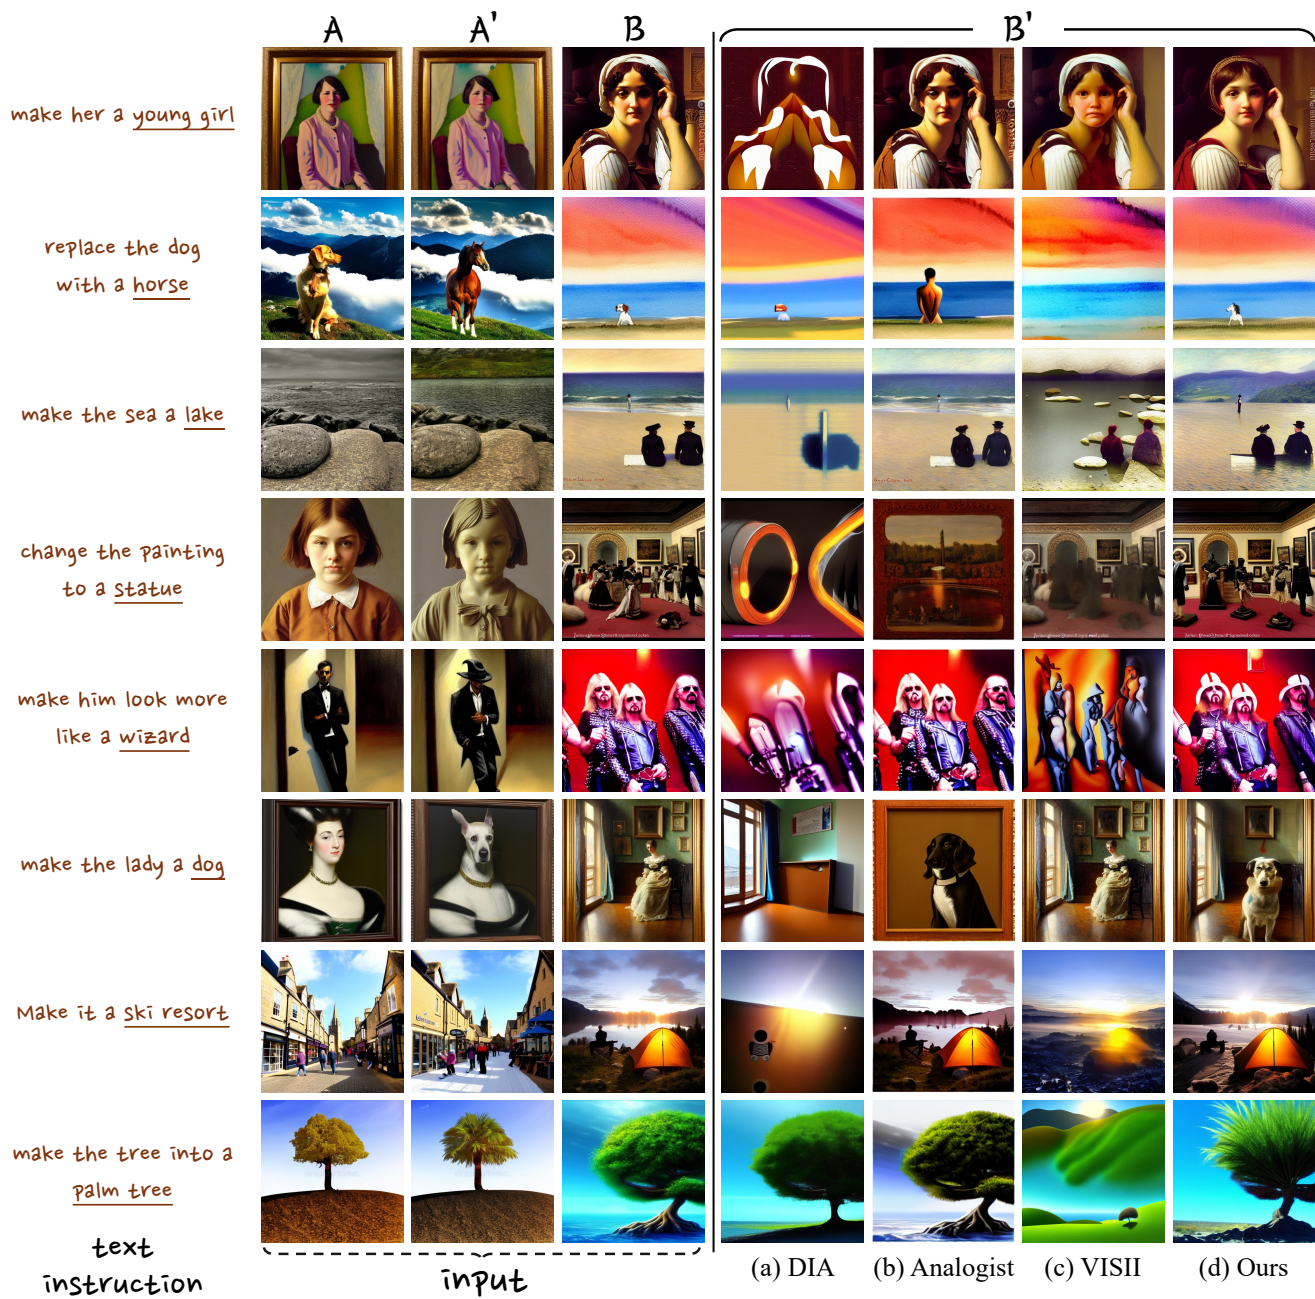 A A' B B'
make her a young girl
replace the dog
with a horse
make the sea a lake
change the painting
to a statue
make him look more
like a wizard
make the lady a dog
Make it a ski resort
make the tree into a
palm tree
text
instruction
input
(a) DIA (b) Analogist (c) VISII (d) Ours